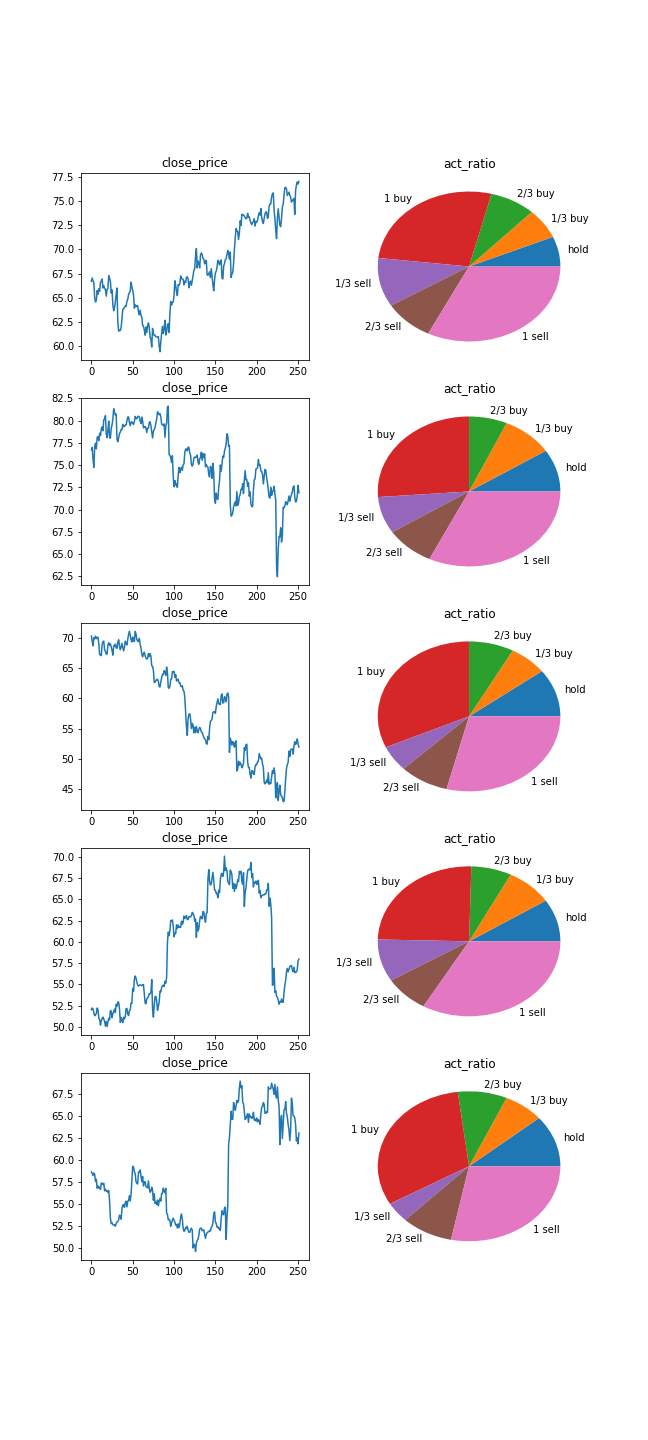 close_price
act_ratio
77.5
75.0
72.5
70.0
67.5
65.0
62.5
60.0
0 50 100 150 200 250
hold
1/3 buy
2/3 buy
1 buy
1/3 sell
2/3 sell
1 sell
close_price
act_ratio
82.5
80.0
77.5
75.0
72.5
70.0
67.5
65.0
62.5
0 50 100 150 200 250
hold
1/3 buy
2/3 buy
1 buy
1/3 sell
2/3 sell
1 sell
close_price
act_ratio
70
65
60
55
50
45
0 50 100 150 200 250
hold
1/3 buy
2/3 buy
1 buy
1/3 sell
2/3 sell
1 sell
close_price
act_ratio
70.0
67.5
65.0
62.5
60.0
57.5
55.0
52.5
50.0
0 50 100 150 200 250
hold
1/3 buy
2/3 buy
1 buy
1/3 sell
2/3 sell
1 sell
close_price
act_ratio
67.5
65.0
62.5
60.0
57.5
55.0
52.5
50.0
0 50 100 150 200 250
hold
1/3 buy
2/3 buy
1 buy
1/3 sell
2/3 sell
1 sell